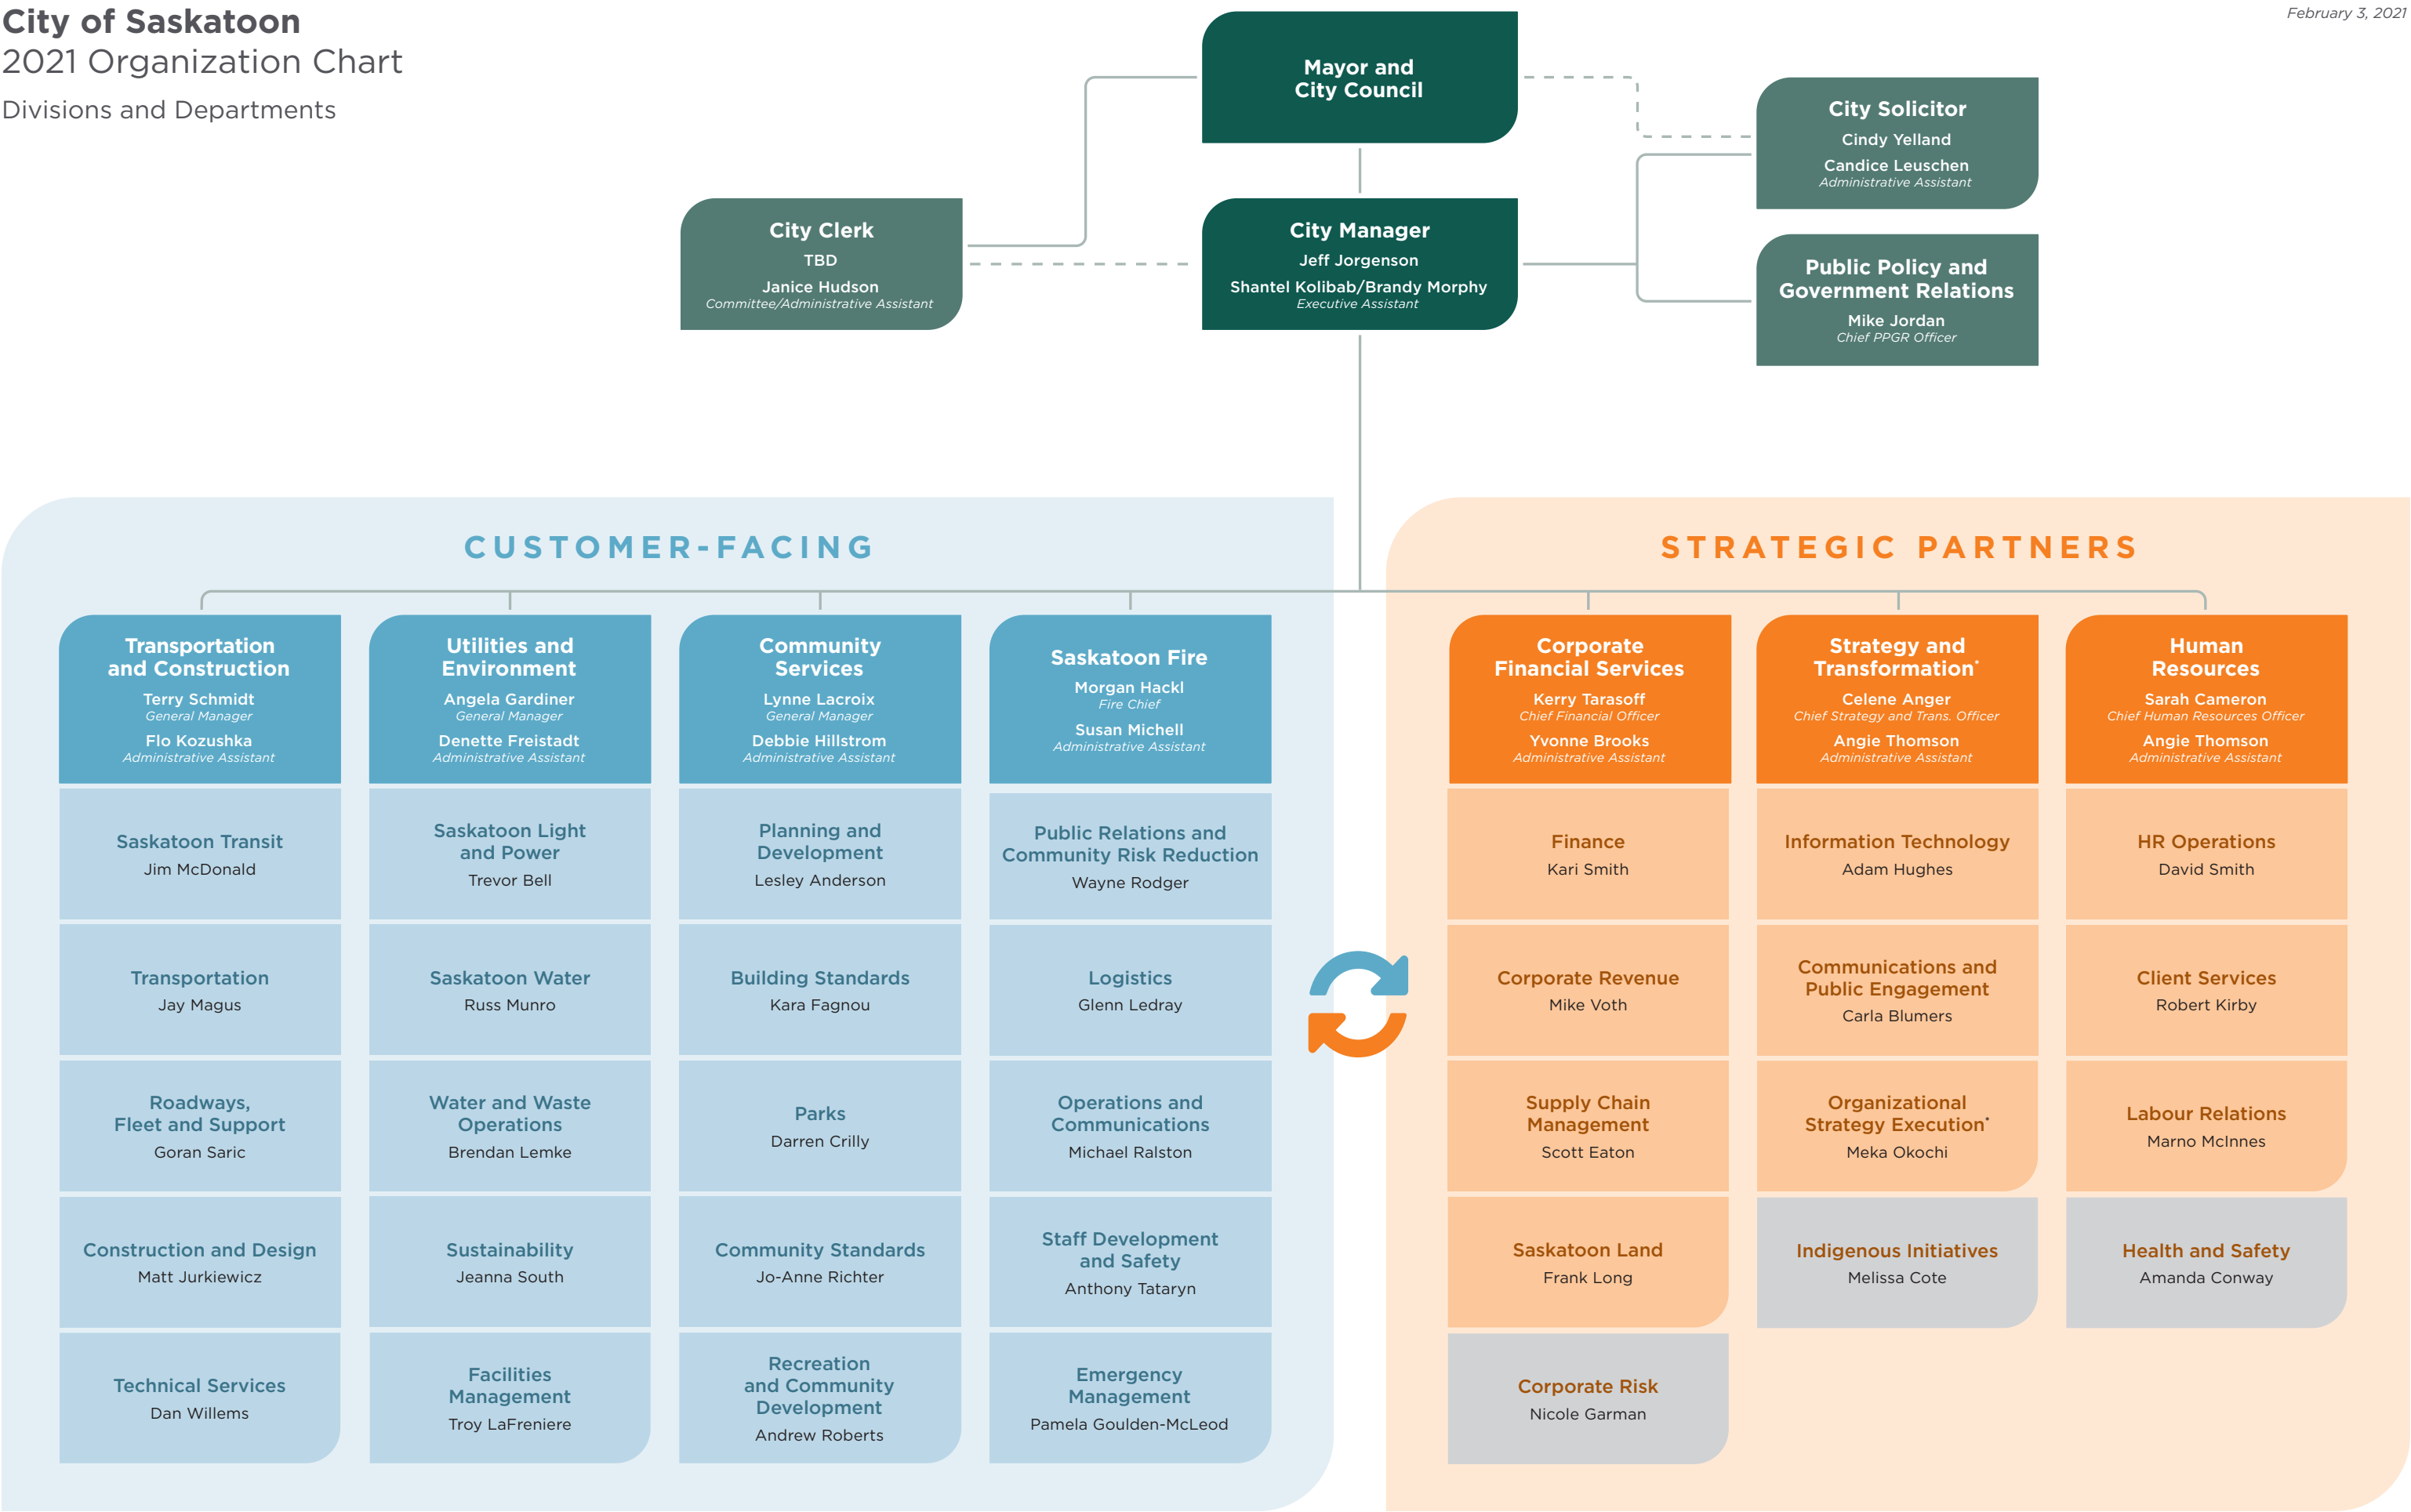 City of Saskatoon
2021 Organization Chart
Divisions and Departments
February 3, 2021
Mayor and
City Council
City Solicitor
Cindy Yelland
Candice Leuschen
Administrative Assistant
City Clerk
TBD
Janice Hudson
Committee/Administrative Assistant
City Manager
Jeff Jorgenson
Shantel Kolibab/Brandy Morphy
Executive Assistant
Public Policy and
Government Relations
Mike Jordan
Chief PPGR Officer
CUSTOMER-FACING
Transportation
and Construction
Terry Schmidt
General Manager
Flo Kozushka
Administrative Assistant
Saskatoon Transit
Jim McDonald
Transportation
Jay Magus
Roadways,
Fleet and Support
Goran Saric
Construction and Design
Matt Jurkiewicz
Technical Services
Dan Willems
Utilities and
Environment
Angela Gardiner
General Manager
Denette Freistadt
Administrative Assistant
Saskatoon Light
and Power
Trevor Bell
Saskatoon Water
Russ Munro
Water and Waste
Operations
Brendan Lemke
Sustainability
Jeanna South
Facilities
Management
Troy LaFreniere
Community
Services
Lynne Lacroix
General Manager
Debbie Hillstrom
Administrative Assistant
Planning and
Development
Lesley Anderson
Building Standards
Kara Fagnou
Parks
Darren Crilly
Community Standards
Jo-Anne Richter
Recreation
and Community
Development
Andrew Roberts
Saskatoon Fire
Morgan Hackl
Fire Chief
Susan Michell
Administrative Assistant
Public Relations and
Community Risk Reduction
Wayne Rodger
Logistics
Glenn Ledray
Operations and
Communications
Michael Ralston
Staff Development
and Safety
Anthony Tataryn
Emergency
Management
Pamela Goulden-McLeod
STRATEGIC PARTNERS
Corporate
Financial Services
Kerry Tarasoff
Chief Financial Officer
Yvonne Brooks
Administrative Assistant
Finance
Kari Smith
Corporate Revenue
Mike Voth
Supply Chain
Management
Scott Eaton
Saskatoon Land
Frank Long
Corporate Risk
Nicole Garman
Strategy and
Transformation*
Celene Anger
Chief Strategy and Trans. Officer
Angie Thomson
Administrative Assistant
Information Technology
Adam Hughes
Communications and
Public Engagement
Carla Blumers
Organizational
Strategy Execution*
Meka Okochi
Indigenous Initiatives
Melissa Cote
Human
Resources
Sarah Cameron
Chief Human Resources Officer
Angie Thomson
Administrative Assistant
HR Operations
David Smith
Client Services
Robert Kirby
Labour Relations
Marno McInnes
Health and Safety
Amanda Conway